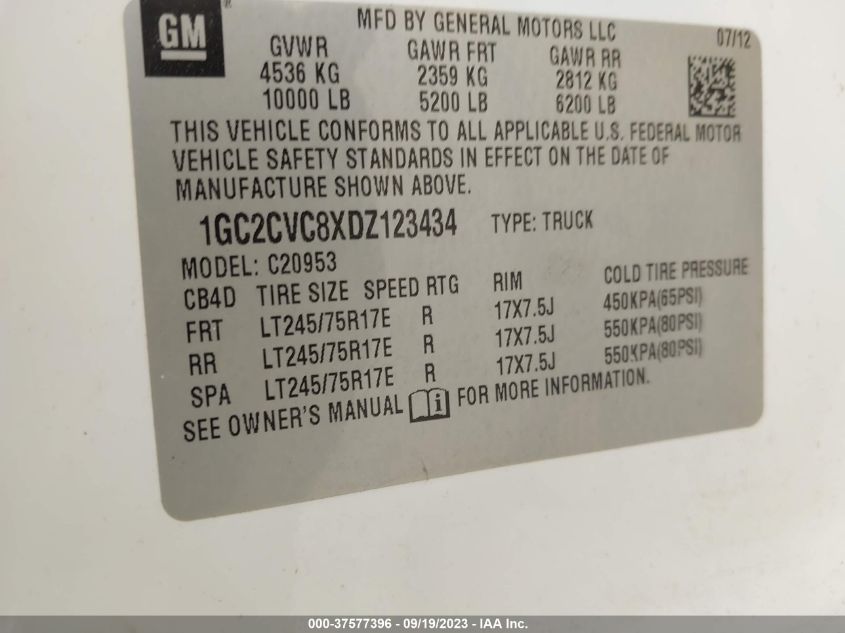 GM
MFD BY GENERAL MOTORS LLC 07/12
GVWR GAWR FRT GAWR RR
4536 KG 2359 KG 2812 KG
10000 LB 5200 LB 6200 LB
THIS VEHICLE CONFORMS TO ALL APPLICABLE U.S. FEDERAL MOTOR
VEHICLE SAFETY STANDARDS IN EFFECT ON THE DATE OF
MANUFACTURE SHOWN ABOVE.
1GC2CVC8XDZ123434 TYPE: TRUCK
MODEL: C20953
CB4D TIRE SIZE SPEED RTG RIM COLD TIRE PRESSURE
FRT LT245/75R17E R 17X7.5J 450KPA(65PSI)
RR LT245/75R17E R 17X7.5J 550KPA(80PSI)
SPA LT245/75R17E R 17X7.5J 550KPA(80PSI)
SEE OWNER'S MANUAL i FOR MORE INFORMATION.
000-37577396 - 09/19/2023 - IAA Inc.